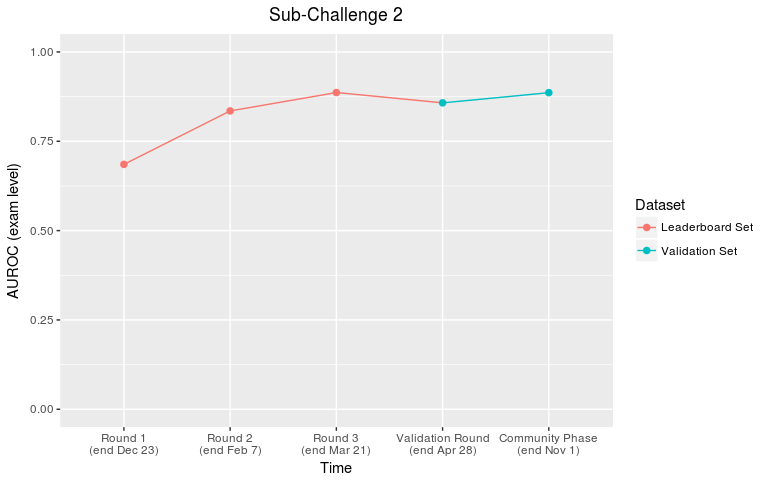 Sub-Challenge 2
1.00
0.75
0.50
0.25
0.00
AUROC (exam level)
Round 1
(end Dec 23)
Round 2
(end Feb 7)
Round 3
(end Mar 21)
Validation Round
(end Apr 28)
Community Phase
(end Nov 1)
Time
Dataset
Leaderboard Set
Validation Set